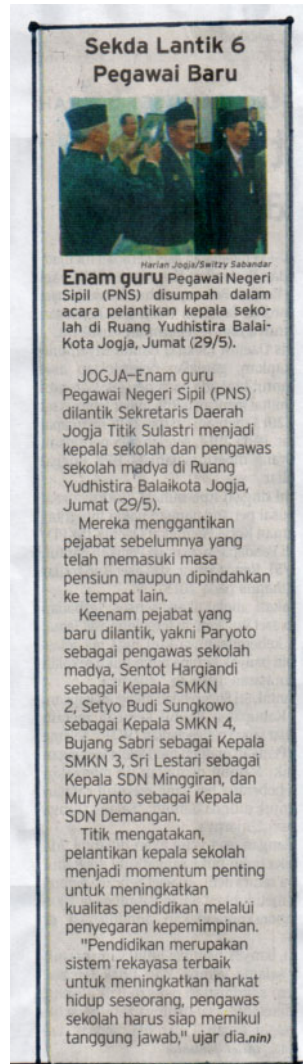 Sekda Lantik 6
Pegawai Baru
Harian Jogja/Switzy Sabandar
Enam guru Pegawai Negeri
Sipil (PNS) disumpah dalam
acara pelantikan kepala seko-
lah di Ruang Yudhistira Balai-
Kota Jogja, Jumat (29/5).
JOGJA—Enam guru
Pegawai Negeri Sipil (PNS)
dilantik Sekretaris Daerah
Jogja Titik Sulastri menjadi
kepala sekolah dan pengawas
sekolah madya di Ruang
Yudhistira Balaikota Jogja,
Jumat (29/5).
Mereka menggantikan
pejabat sebelumnya yang
telah memasuki masa
pensiun maupun dipindahkan
ke tempat lain.
Keenam pejabat yang
baru dilantik, yakni Paryoto
sebagai pengawas sekolah
madya, Sentot Hargiandi
sebagai Kepala SMKN
2, Setyo Budi Sungkowo
sebagai Kepala SMKN 4,
Bujang Sabri sebagai Kepala
SMKN 3, Sri Lestari sebagai
Kepala SDN Minggiran, dan
Muryanto sebagai Kepala
SDN Demangan.
Titik mengatakan,
pelantikan kepala sekolah
menjadi momentum penting
untuk meningkatkan
kualitas pendidikan melalui
penyegaran kepemimpinan.
"Pendidikan merupakan
sistem rekayasa terbaik
untuk meningkatkan harkat
hidup seseorang, pengawas
sekolah harus siap memikul
tanggung jawab," ujar dia.nin)